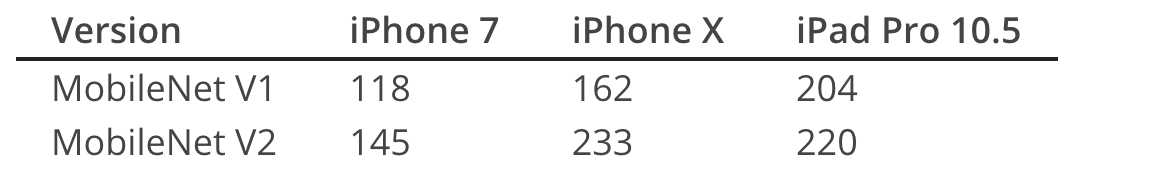 Version iPhone 7 iPhone X iPad Pro 10.5
MobileNet V1 118 162 204
MobileNet V2 145 233 220